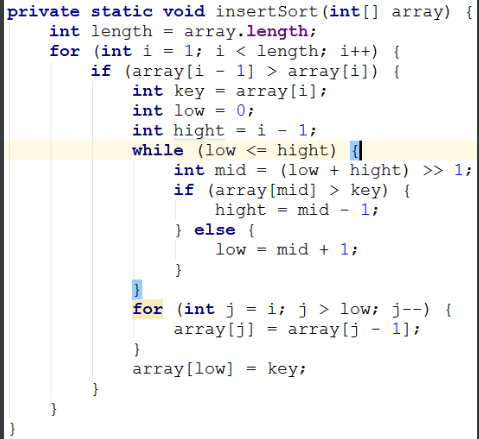 private static void insertSort(int[] array) {
    int length = array.length;
    for (int i = 1; i < length; i++) {
        if (array[i - 1] > array[i]) {
            int key = array[i];
            int low = 0;
            int hight = i - 1;
            while (low <= hight) {
                int mid = (low + hight) >> 1;
                if (array[mid] > key) {
                    hight = mid - 1;
                } else {
                    low = mid + 1;
                }
            }
            for (int j = i; j > low; j--) {
                array[j] = array[j - 1];
            }
            array[low] = key;
        }
    }
}